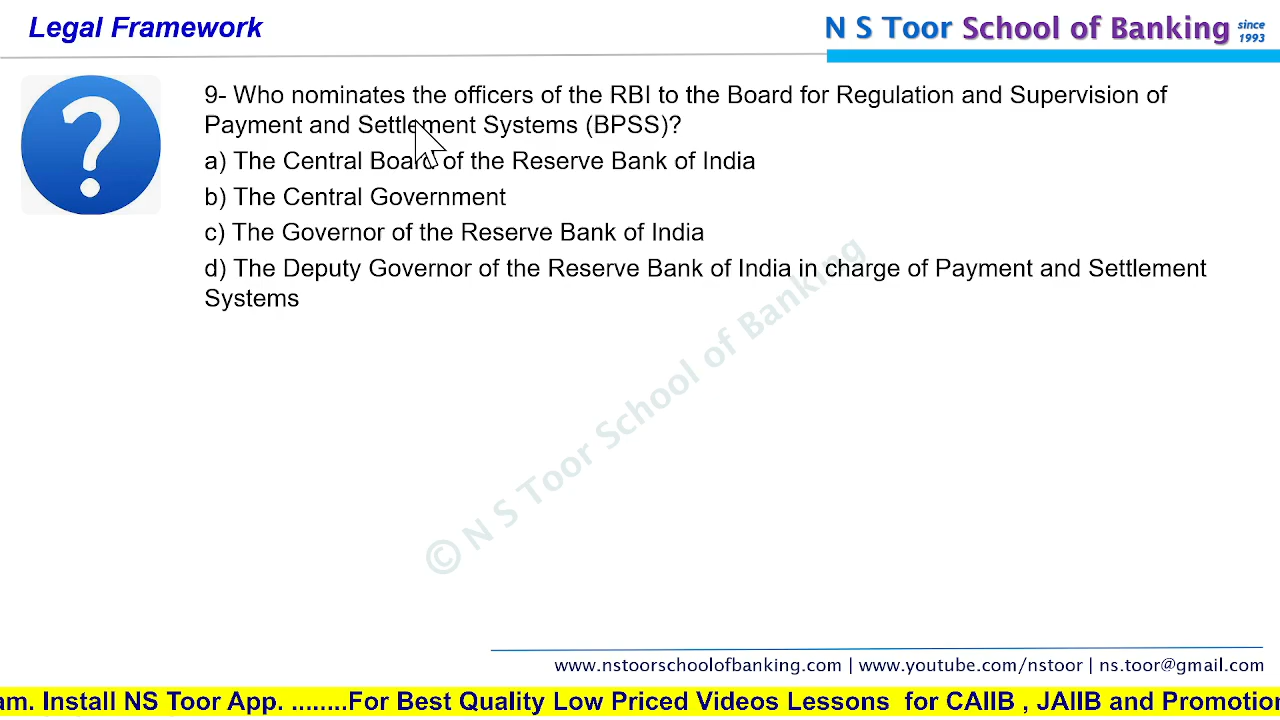 Legal Framework
N S Toor School of Banking since 1993
9- Who nominates the officers of the RBI to the Board for Regulation and Supervision of
Payment and Settlement Systems (BPSS)?
a) The Central Board of the Reserve Bank of India
b) The Central Government
c) The Governor of the Reserve Bank of India
d) The Deputy Governor of the Reserve Bank of India in charge of Payment and Settlement
Systems
© N S Toor School of Banking
www.nstoorschoolofbanking.com | www.youtube.com/nstoor | ns.toor@gmail.com
am. Install NS Toor App. ........For Best Quality Low Priced Videos Lessons for CAIIB , JAIIB and Promotion